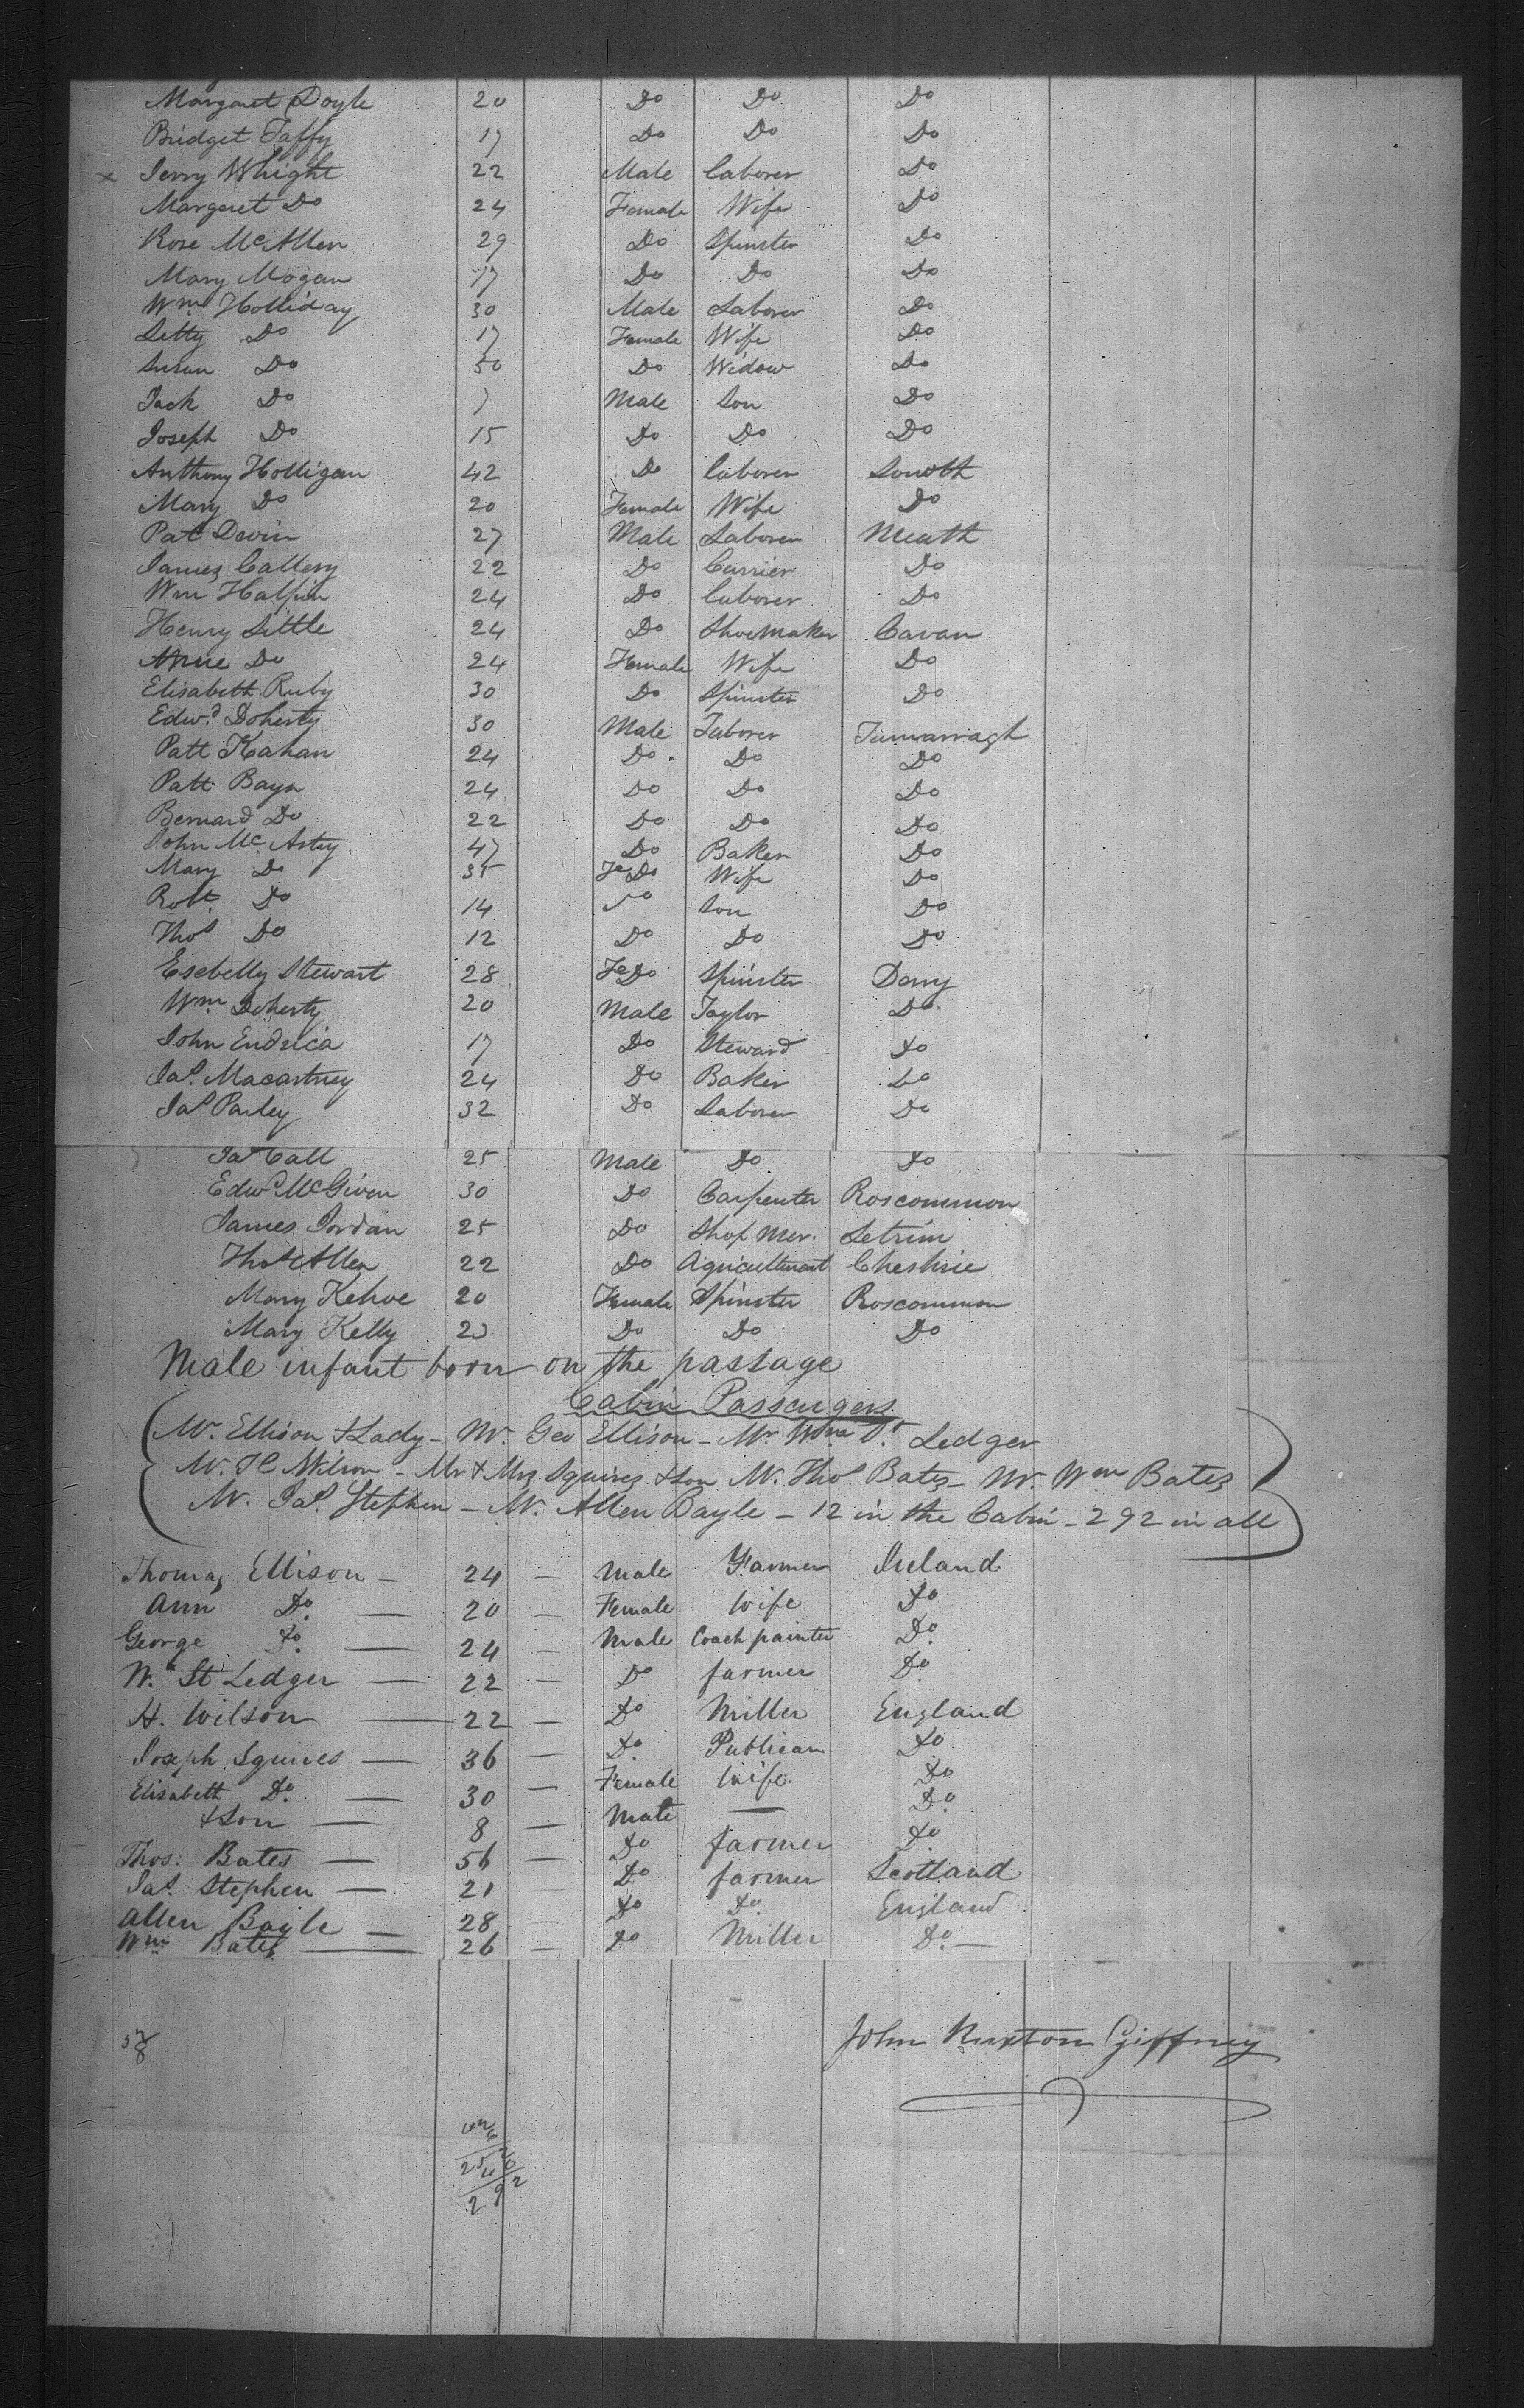 Margaret Doyle 20 Do Do Do
Bridget Taffy 17 Do Do Do
x Jerry Whight 22 Male laborer Do
Margaret Do 24 Female Wife Do
Rose McAllen 29 Do Spinster Do
Mary Mogan 17 Do Do Do
Wm Holliday 30 Male Laborer Do
Letty Do 17 Female Wife Do
Susan Do 50 Do Widow Do
Jack Do 7 Male Son Do
Joseph Do 15 Do Do Do
Anthony Holligan 42 Do laborer Louth
Mary Do 20 Female Wife Do
Pat Devin 27 Male Laborer Meath
James Callery 22 Do Currier Do
Wm Halpin 24 Do laborer Do
Henry Little 24 Do Shoemaker Cavan
Anne Do 24 Female Wife Do
Elisabeth Ruby 30 Do Spinster Do
Edwd Doherty 30 Male Laborer
Patt Kahan 24 Do Do Do
Patt Bayn 24 Do Do Do
Bernard Do 22 Do Do Do
John McArty 47 Do Baker Do
Mary Do 35 Fe Do Wife Do
Robt Do 14 Do Son Do
Thos Do 12 Do Do Do
Esebelly Stewart 28 Fe Do Spinster Derry
Wm Doherty 20 Male Taylor Do
John Endrica 17 Do Steward Do
Jas. Macartney 24 Do Baker Do
Jas Parley 32 Do Laborer Do
Jas Call 25 Male Do Do
Edwd McGiven 30 Do Carpenter Roscommon
James Jordan 25 Do Shop Mer. Letrim
Thos Allen 22 Do Agriculturist Cheshire
Mary Kehoe 20 Female Spinster Roscommon
Mary Kelly 20 Do Do Do
Male infant born on the passage
Cabin Passengers
Mr. Ellison & Lady - Mr. Geo Ellison - Mr Wm St Ledger
Mr. H Wilson - Mr & Mrs Squires & Son Mr. Thos Bates - Mr. Wm Bates
Mr. Jas. Stephen - Mr. Allen Bayle - 12 in the Cabin - 292 in all
Thomas Ellison - 24 - Male Farmer Ireland
Ann Do. - 20 - Female Wife Do
George Do. - 24 - Male Coach painter Do.
Wm St Ledger - 22 - Do farmer Do.
H. Wilson - 22 - Do Miller England
Joseph Squires - 36 - Do. Publican Do
Elisabeth Do. - 30 - Female Wife. Do
& Son - 8 - Male - Do.
Thos: Bates - 56 - Do farmer Do
Jas. Stephen - 21 - Do farmer Scotland
Allen Bayle - 28 - Do Do. England
Wm Bates - 26 - Do Miller Do. -
John Ruxton Giffney
292